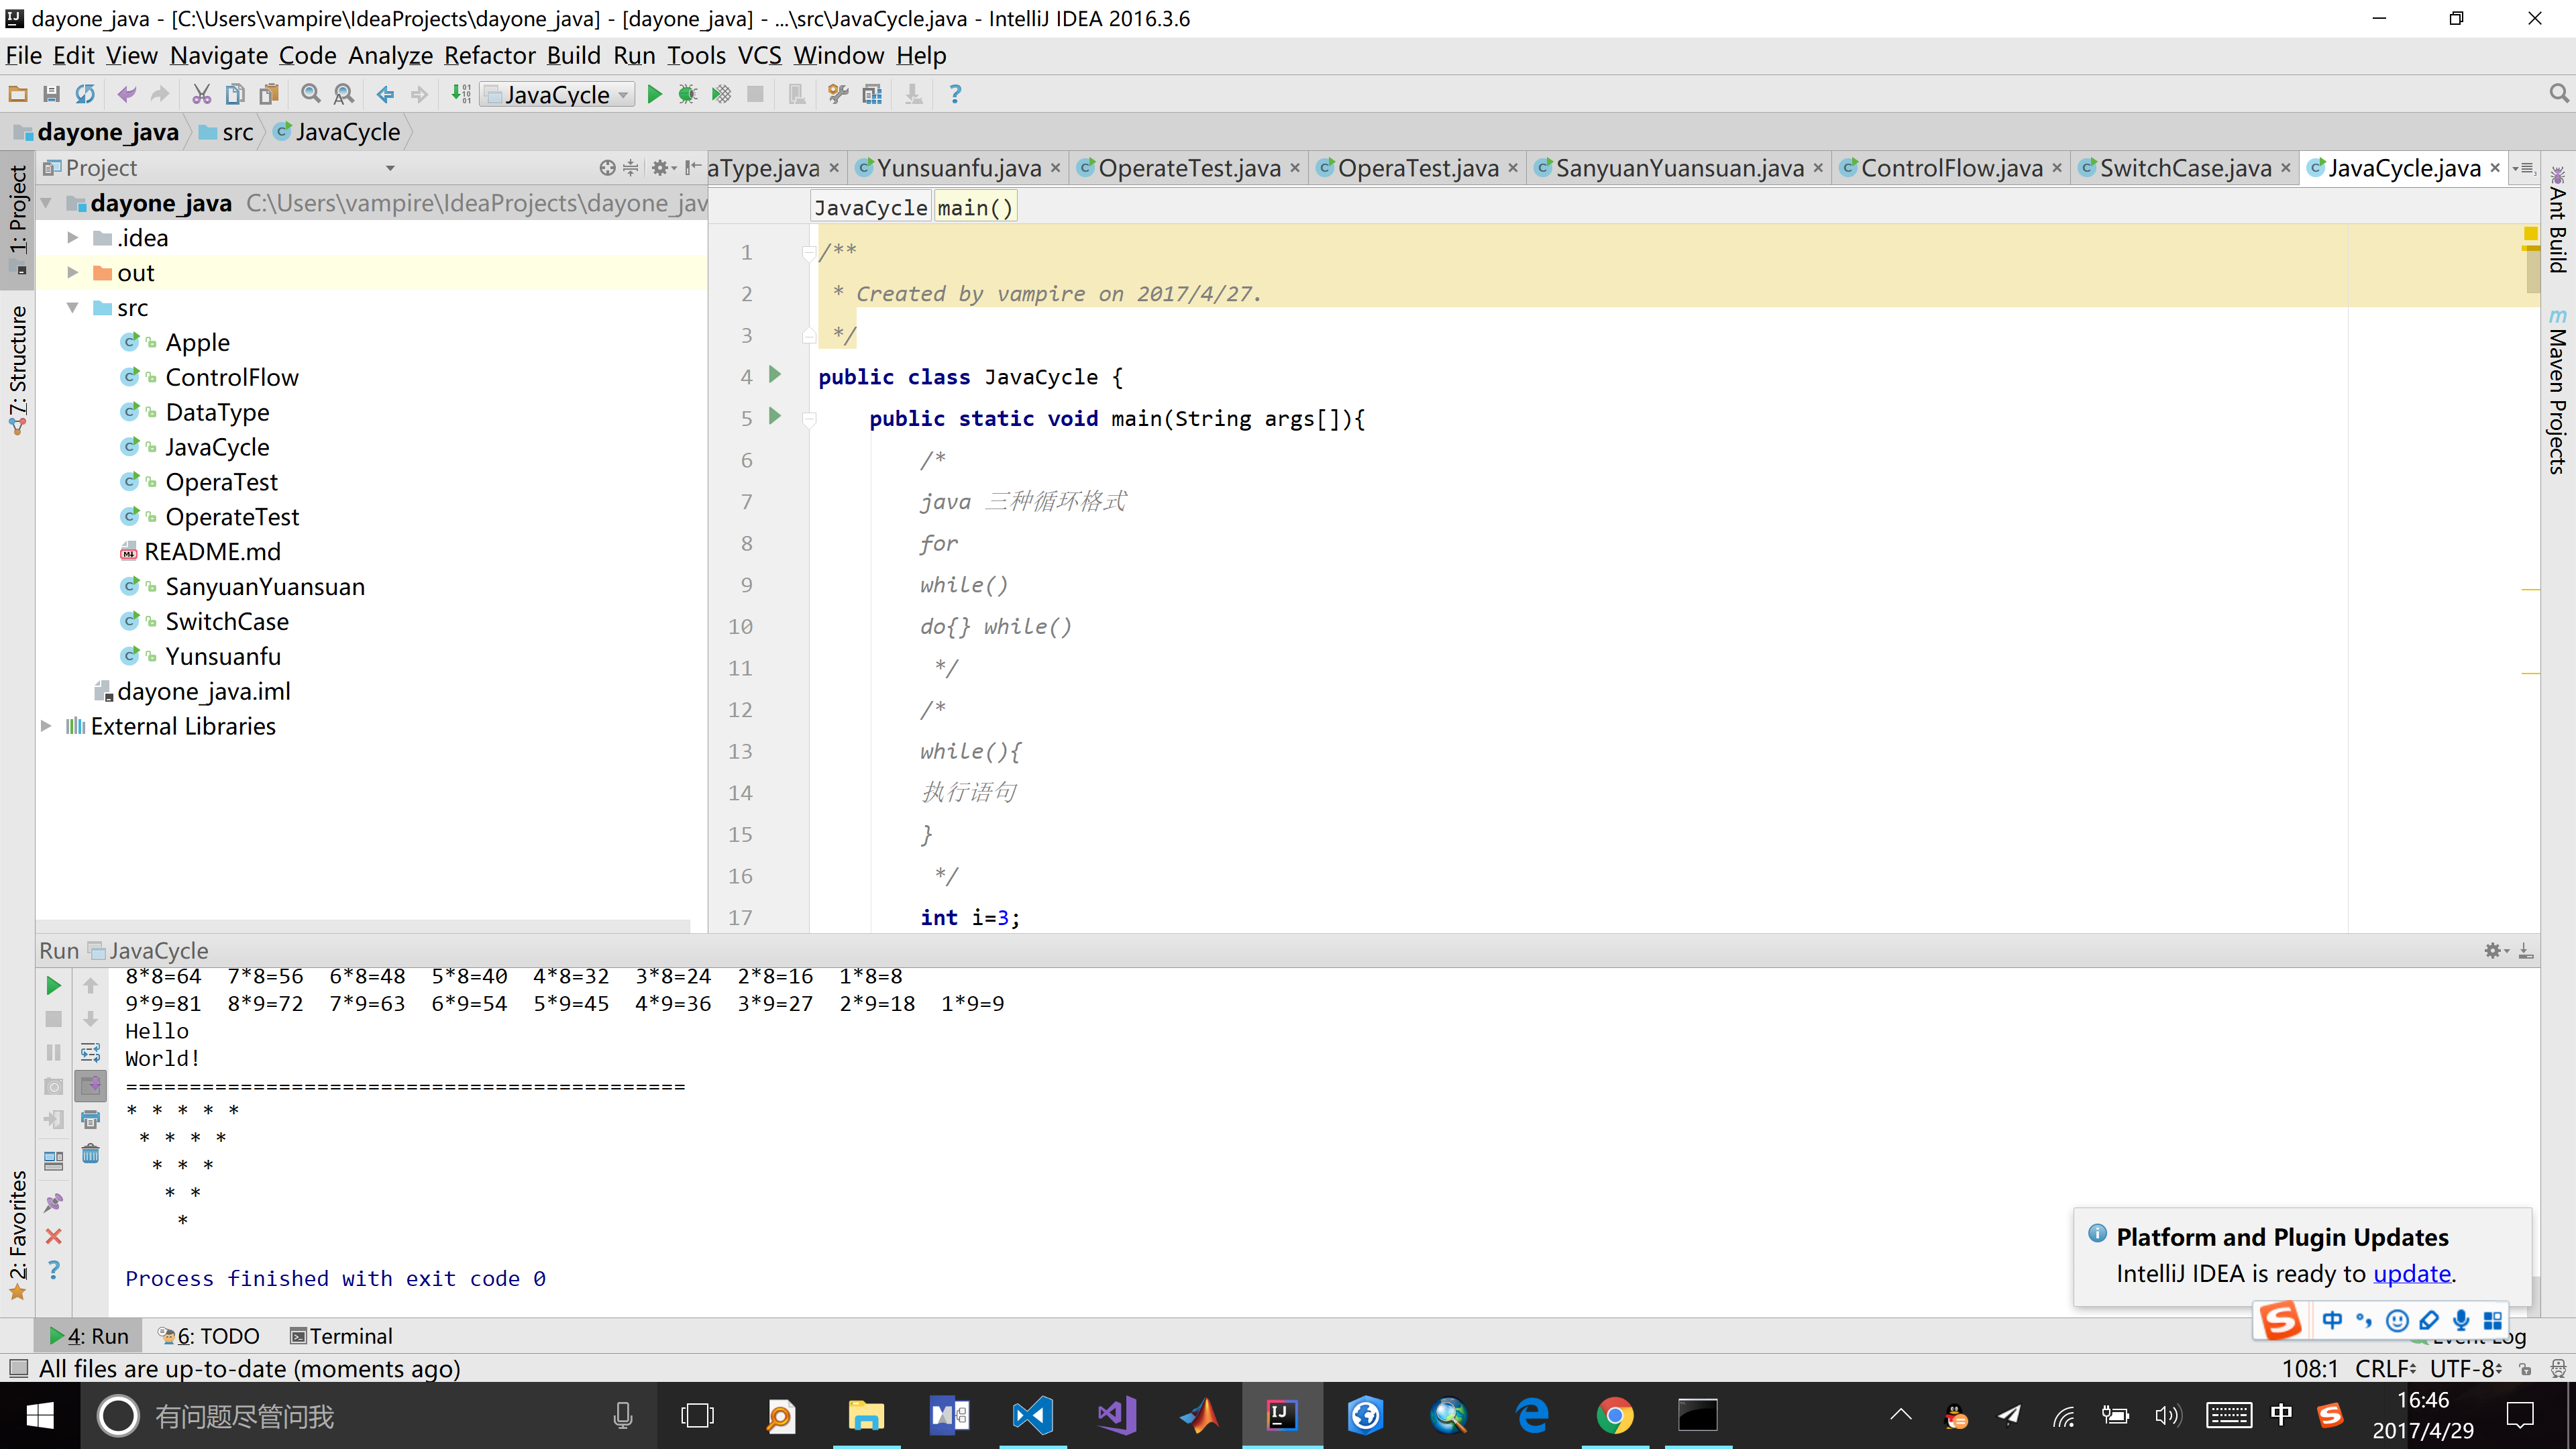 dayone_java - [C:\Users\vampire\IdeaProjects\dayone_java] - [dayone_java] - ...\src\JavaCycle.java - IntelliJ IDEA 2016.3.6
File Edit View Navigate Code Analyze Refactor Build Run Tools VCS Window Help
JavaCycle
dayone_java src JavaCycle
Project
aType.java Yunsuanfu.java OperateTest.java OperaTest.java SanyuanYuansuan.java ControlFlow.java SwitchCase.java JavaCycle.java
1: Project
7: Structure
2: Favorites
Ant Build
Maven Projects
dayone_java C:\Users\vampire\IdeaProjects\dayone_jav
.idea
out
src
Apple
ControlFlow
DataType
JavaCycle
OperaTest
OperateTest
README.md
SanyuanYuansuan
SwitchCase
Yunsuanfu
dayone_java.iml
External Libraries
JavaCycle main()
1 /**
2 * Created by vampire on 2017/4/27.
3 */
4 public class JavaCycle {
5 public static void main(String args[]){
6 /*
7 java 三种循环格式
8 for
9 while()
10 do{} while()
11 */
12 /*
13 while(){
14 执行语句
15 }
16 */
17 int i=3;
Run JavaCycle
8*8=64 7*8=56 6*8=48 5*8=40 4*8=32 3*8=24 2*8=16 1*8=8
9*9=81 8*9=72 7*9=63 6*9=54 5*9=45 4*9=36 3*9=27 2*9=18 1*9=9
Hello
World!
============================================
* * * * *
* * * *
* * *
* *
*
Process finished with exit code 0
Platform and Plugin Updates
IntelliJ IDEA is ready to update.
中
4: Run 6: TODO Terminal Event Log
All files are up-to-date (moments ago) 108:1 CRLF UTF-8
有问题尽管问我
中
16:46
2017/4/29